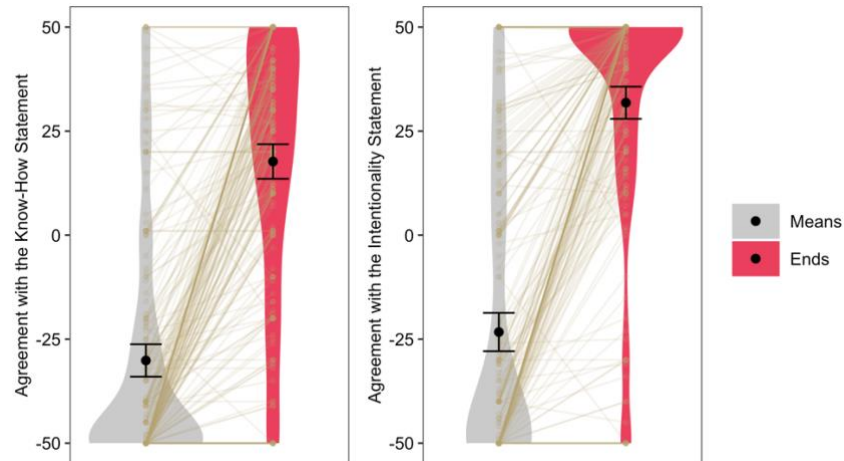 Agreement with the Know-How Statement
50
25
0
-25
-50
Agreement with the Intentionality Statement
50
25
0
-25
-50
Means
Ends